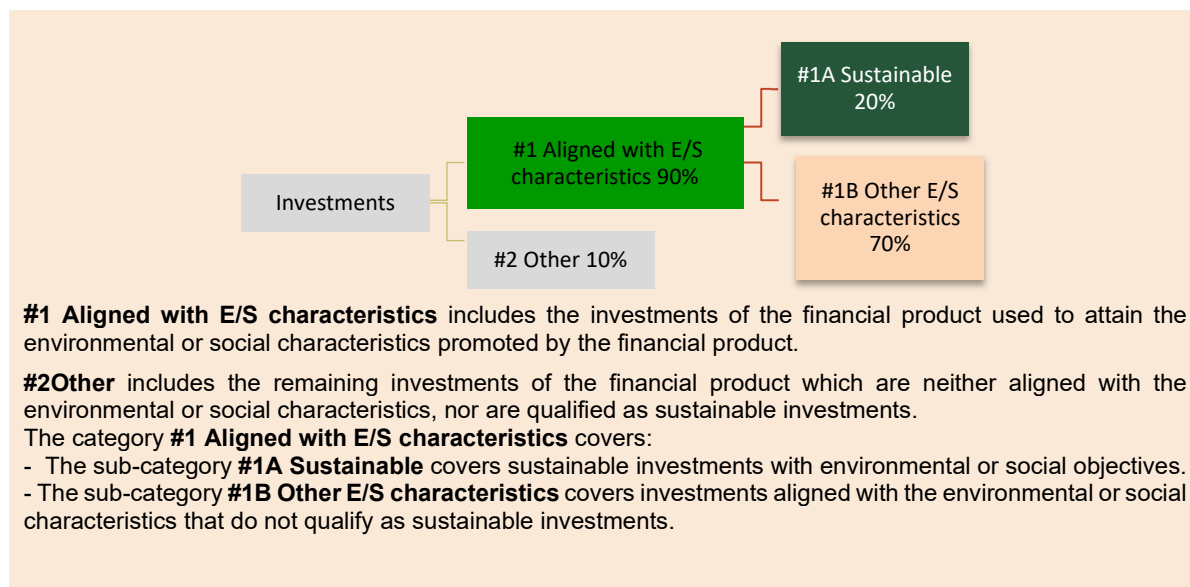 #1A Sustainable
20%
#1 Aligned with E/S
characteristics 90%
Investments
#1B Other E/S
characteristics
70%
#2 Other 10%
#1 Aligned with E/S characteristics includes the investments of the financial product used to attain the
environmental or social characteristics promoted by the financial product.
#2Other includes the remaining investments of the financial product which are neither aligned with the
environmental or social characteristics, nor are qualified as sustainable investments.
The category #1 Aligned with E/S characteristics covers:
- The sub-category #1A Sustainable covers sustainable investments with environmental or social objectives.
- The sub-category #1B Other E/S characteristics covers investments aligned with the environmental or social
characteristics that do not qualify as sustainable investments.